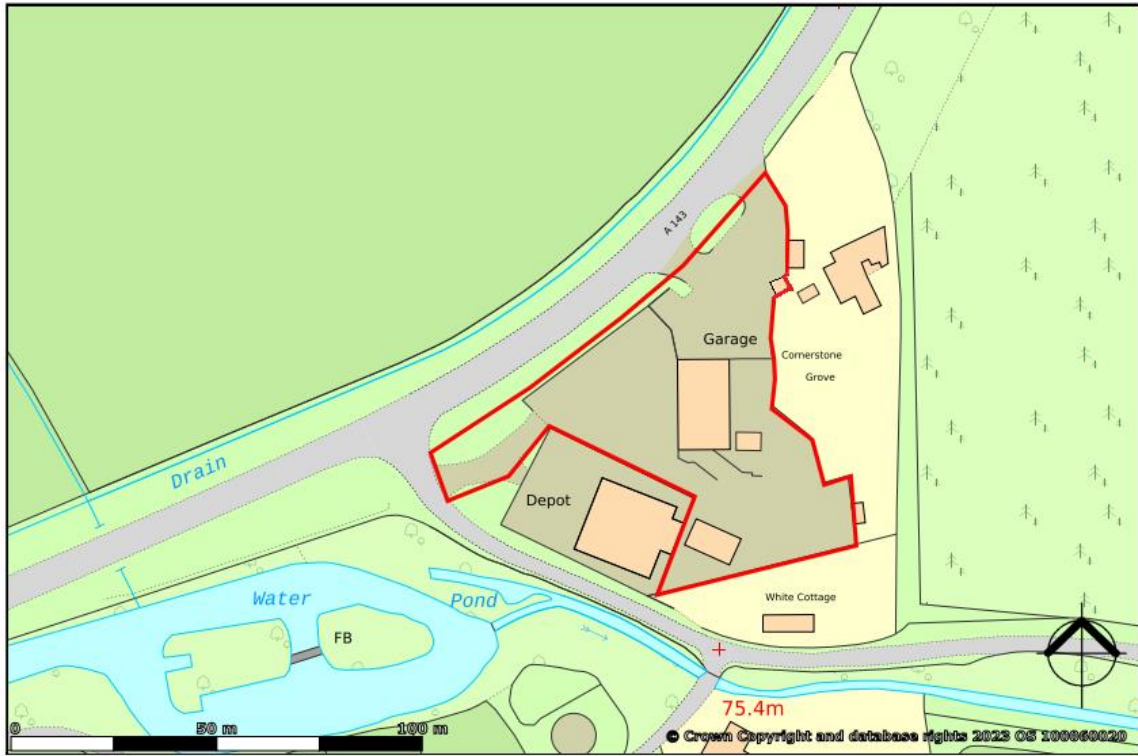 A 143
Garage
Cornerstone
Grove
Drain
Depot
Water
Pond
White Cottage
FB
75.4m
0 50 m 100 m
© Crown Copyright and database rights 2023 OS 100060020